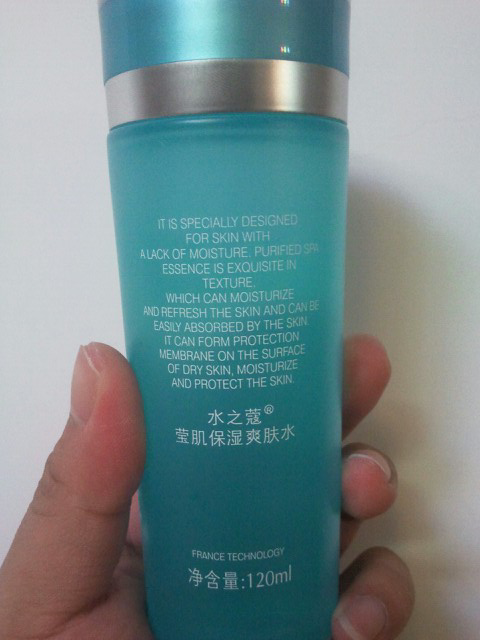 IT IS SPECIALLY DESIGNED
FOR SKIN WITH
A LACK OF MOISTURE. PURIFIED SPA
ESSENCE IS EXQUISITE IN
TEXTURE.
WHICH CAN MOISTURIZE
AND REFRESH THE SKIN AND CAN BE
EASILY ABSORBED BY THE SKIN.
IT CAN FORM PROTECTION
MEMBRANE ON THE SURFACE
OF DRY SKIN, MOISTURIZE
AND PROTECT THE SKIN.
水之蔻®
莹肌保湿爽肤水
FRANCE TECHNOLOGY
净含量:120ml